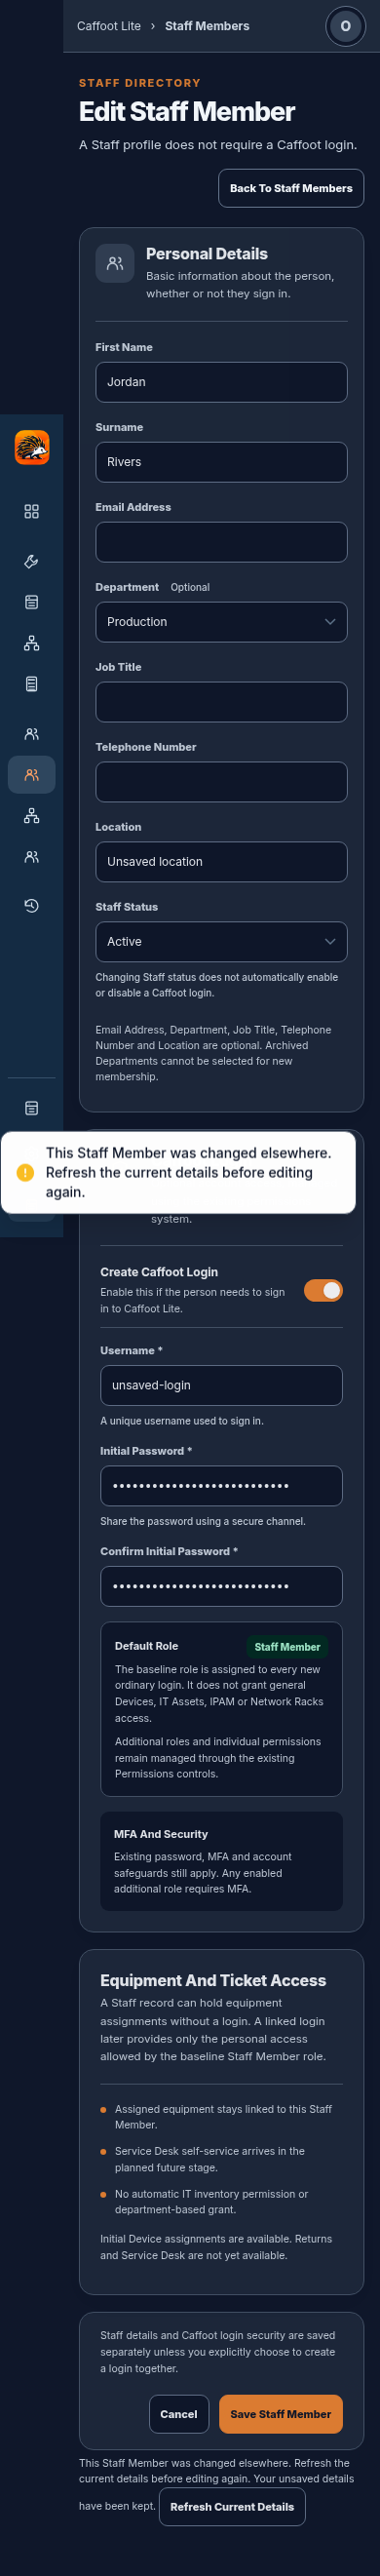 Caffoot Lite › Staff Members
O
STAFF DIRECTORY
Edit Staff Member
A Staff profile does not require a Caffoot login.
Back To Staff Members
Personal Details
Basic information about the person,
whether or not they sign in.
First Name
Jordan
Surname
Rivers
Email Address
Department Optional
Production
Job Title
Telephone Number
Location
Unsaved location
Staff Status
Active
Changing Staff status does not automatically enable
or disable a Caffoot login.
Email Address, Department, Job Title, Telephone
Number and Location are optional. Archived
Departments cannot be selected for new
membership.
This Staff Member was changed elsewhere.
Refresh the current details before editing
again.
system.
Create Caffoot Login
Enable this if the person needs to sign
in to Caffoot Lite.
Username *
unsaved-login
A unique username used to sign in.
Initial Password *
Share the password using a secure channel.
Confirm Initial Password *
Default Role
Staff Member
The baseline role is assigned to every new
ordinary login. It does not grant general
Devices, IT Assets, IPAM or Network Racks
access.
Additional roles and individual permissions
remain managed through the existing
Permissions controls.
MFA And Security
Existing password, MFA and account
safeguards still apply. Any enabled
additional role requires MFA.
Equipment And Ticket Access
A Staff record can hold equipment
assignments without a login. A linked login
later provides only the personal access
allowed by the baseline Staff Member role.
Assigned equipment stays linked to this Staff
Member.
Service Desk self-service arrives in the
planned future stage.
No automatic IT inventory permission or
department-based grant.
Initial Device assignments are available. Returns
and Service Desk are not yet available.
Staff details and Caffoot login security are saved
separately unless you explicitly choose to create
a login together.
Cancel
Save Staff Member
This Staff Member was changed elsewhere. Refresh the
current details before editing again. Your unsaved details
have been kept. Refresh Current Details